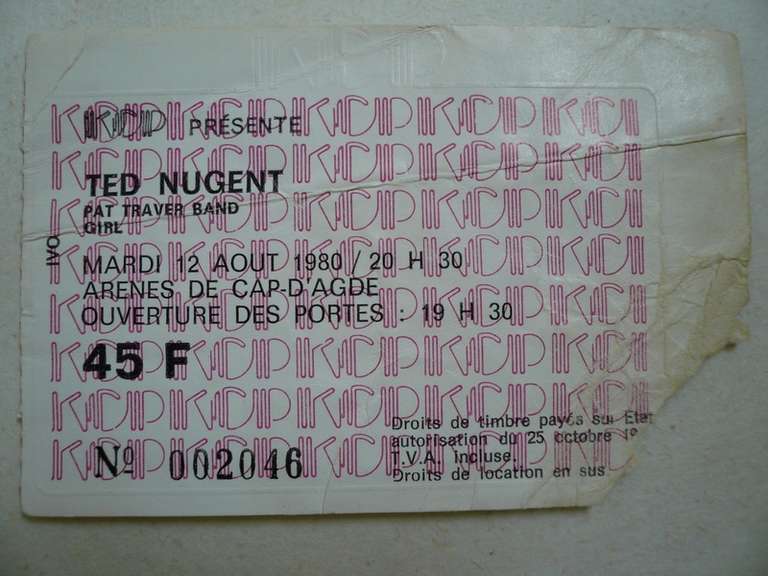 KCP PRÉSENTE
TED NUGENT
PAT TRAVER BAND
GIRL
MARDI 12 AOUT 1980 / 20 H 30
ARENES DE CAP-D'AGDE
OUVERTURE DES PORTES : 19 H 30
45 F
Nº 002046
Droits de timbre payés sur Etat
autorisation du 25 octobre
T.V.A. incluse.
Droits de location en sus
IVO